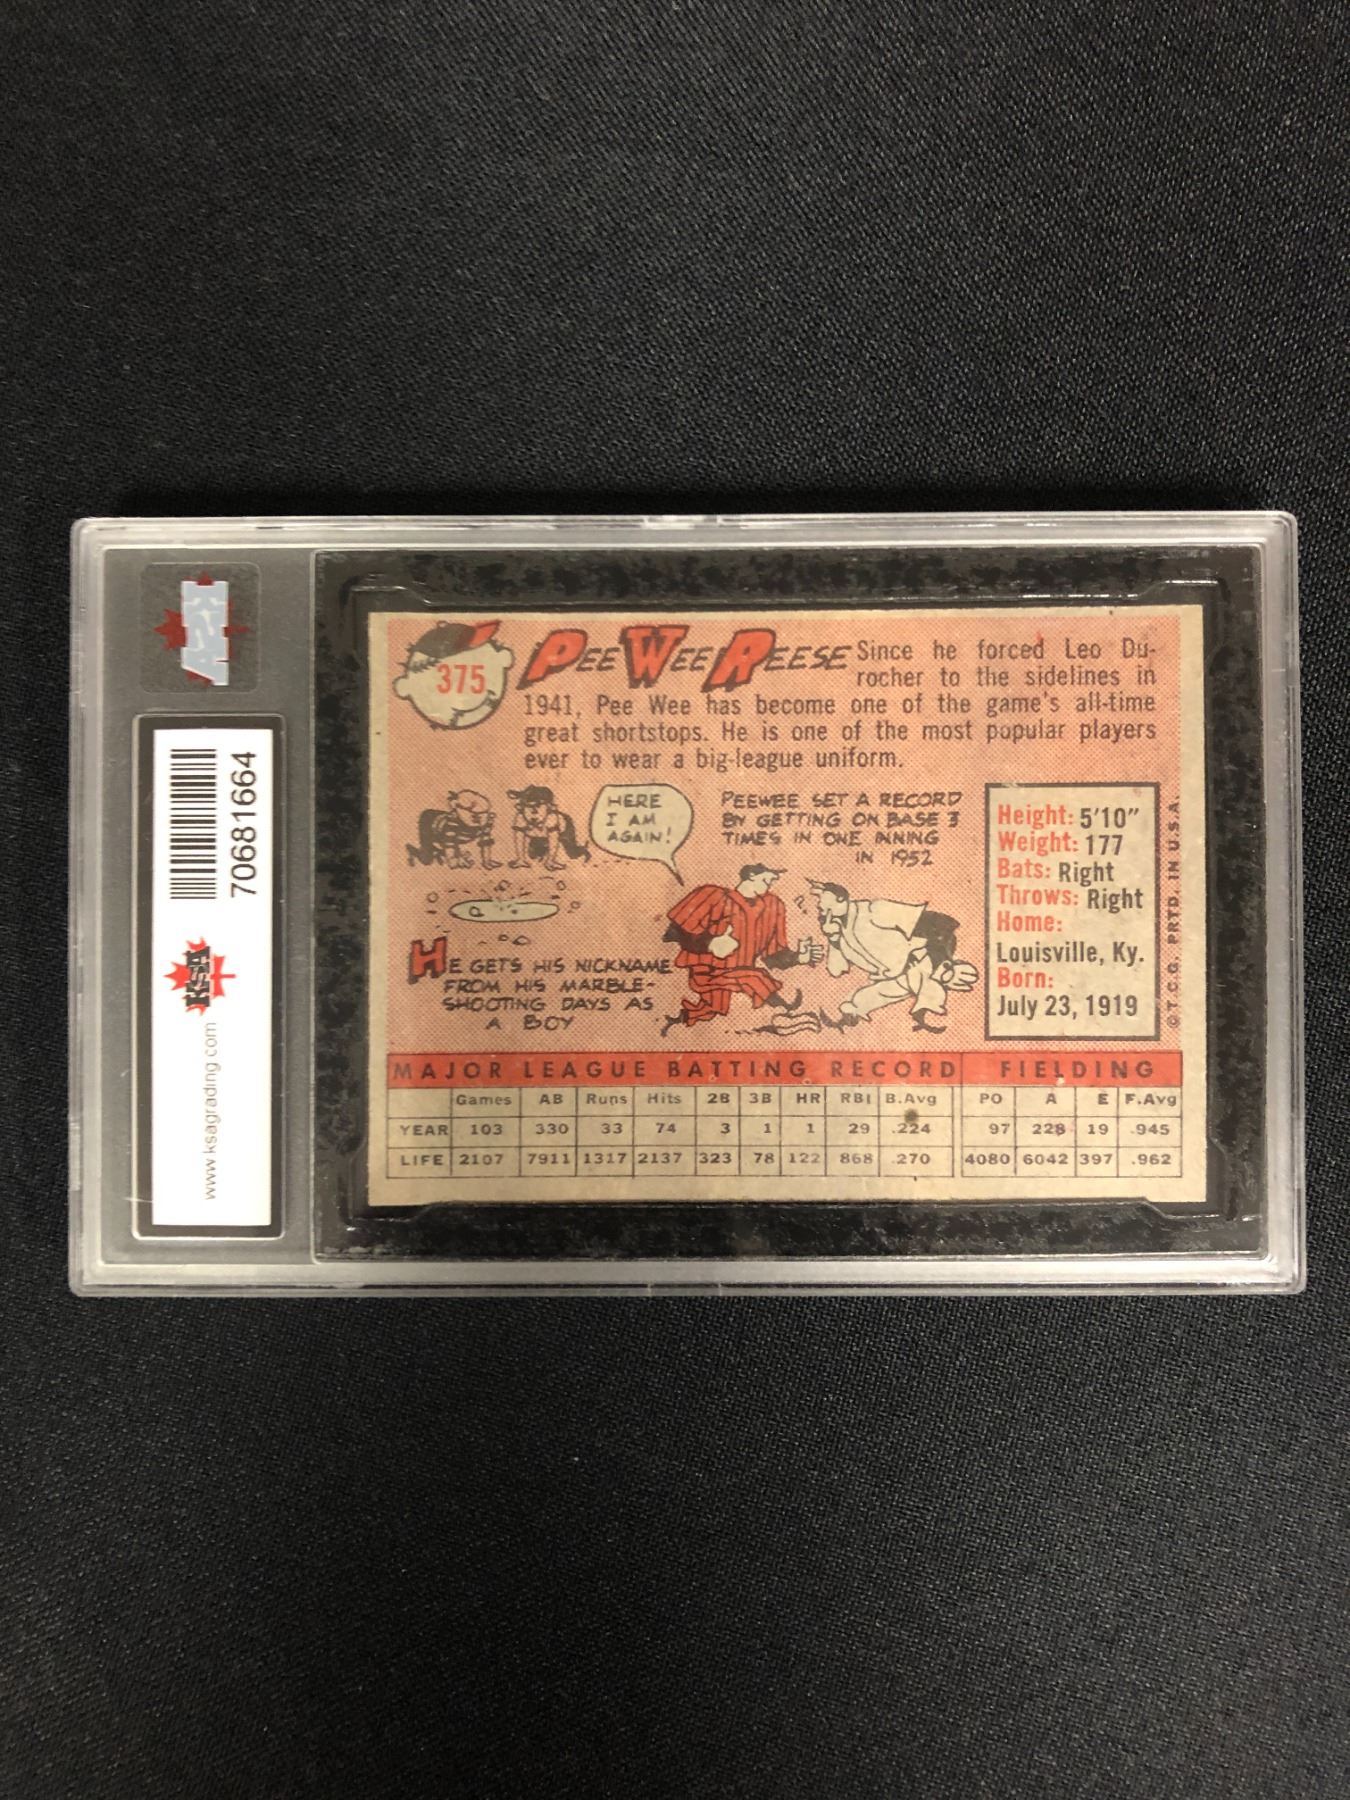 KSA
70681664
KSA
www.ksagrading.com
375
PEE WEE REESE
Since he forced Leo Du-
rocher to the sidelines in
1941, Pee Wee has become one of the game's all-time
great shortstops. He is one of the most popular players
ever to wear a big-league uniform.
HERE
I AM
AGAIN!
PEEWEE SET A RECORD
BY GETTING ON BASE 3
TIMES IN ONE INNING
IN 1952
HE GETS HIS NICKNAME
FROM HIS MARBLE-
SHOOTING DAYS AS
A BOY
Height: 5'10"
Weight: 177
Bats: Right
Throws: Right
Home:
Louisville, Ky.
Born:
July 23, 1919
©T.C.G. PRTD. IN U.S.A.
MAJOR LEAGUE BATTING RECORD FIELDING
Games AB Runs Hits 2B 3B HR RBI B.Avg PO A E F.Avg
YEAR 103 330 33 74 3 1 1 29 .224 97 228 19 .945
LIFE 2107 7911 1317 2137 323 78 122 868 .270 4080 6042 397 .962